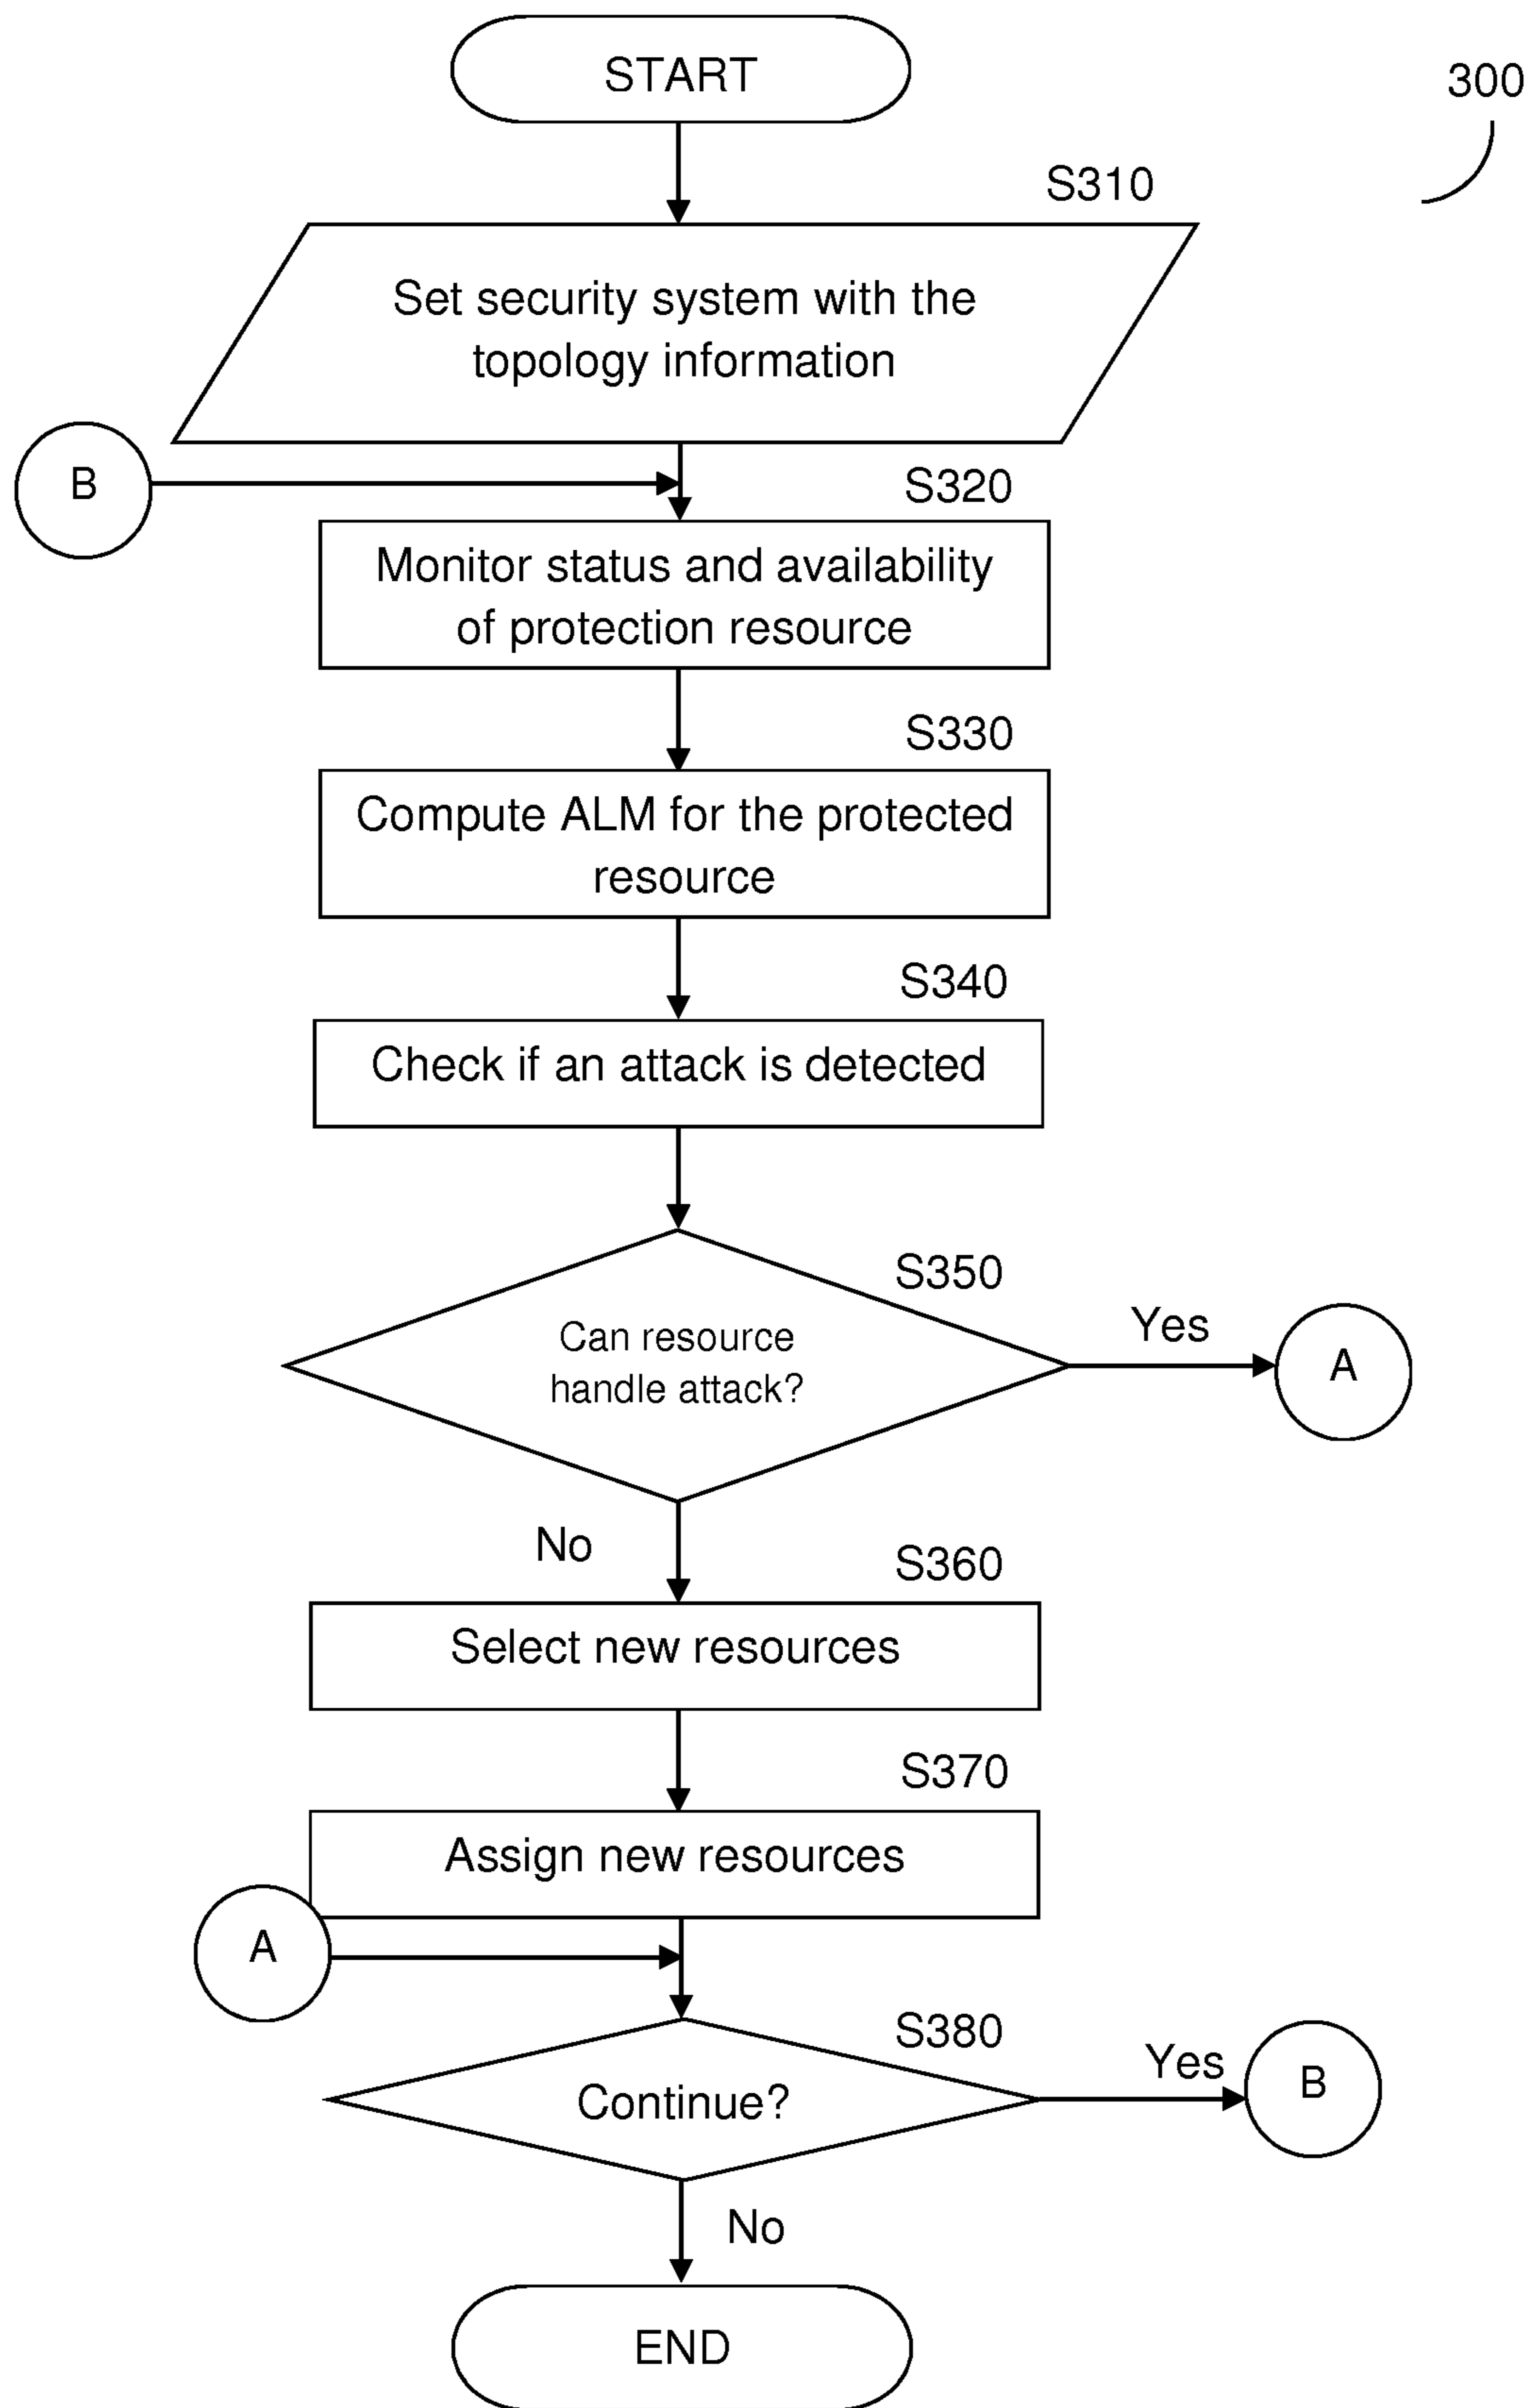 START
300
S310
Set security system with the
topology information
B
S320
Monitor status and availability
of protection resource
S330
Compute ALM for the protected
resource
S340
Check if an attack is detected
S350
Can resource
handle attack?
Yes
A
No
S360
Select new resources
S370
Assign new resources
A
S380
Continue?
Yes
B
No
END